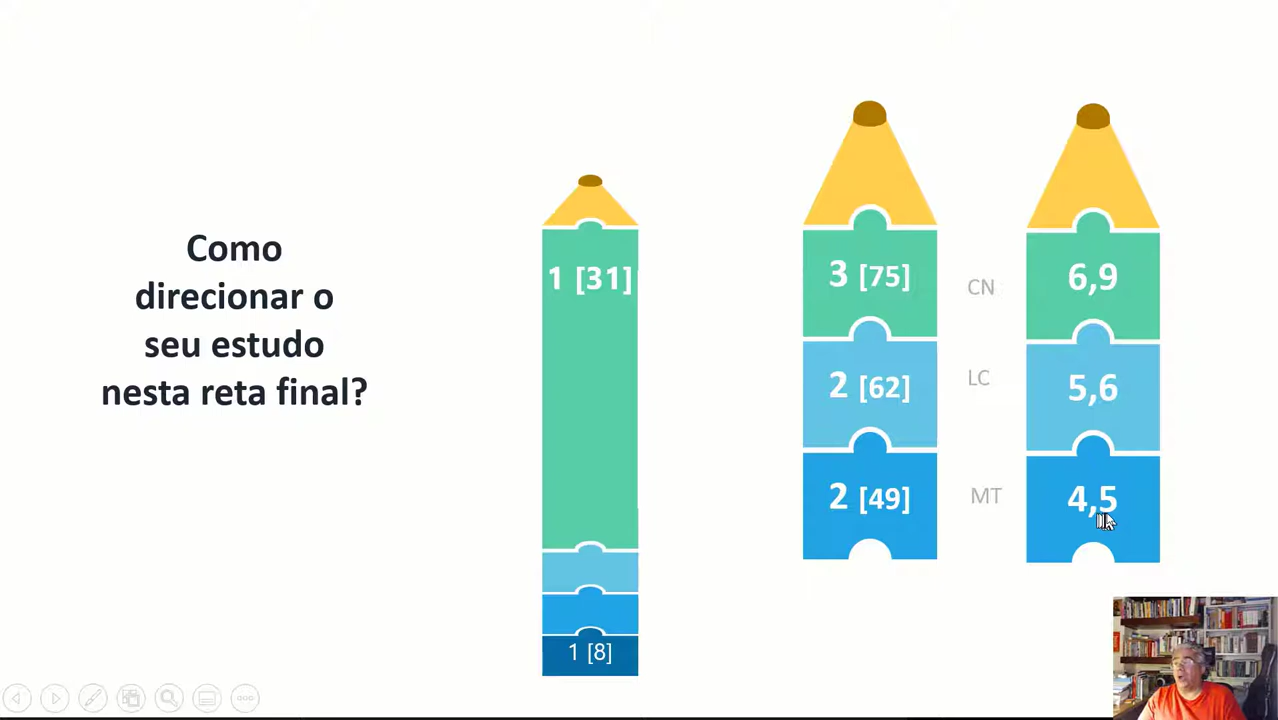 Como
direcionar o
seu estudo
nesta reta final?
1 [31]
1 [8]
3 [75]
CN
6,9
2 [62]
LC
5,6
2 [49]
MT
4,5